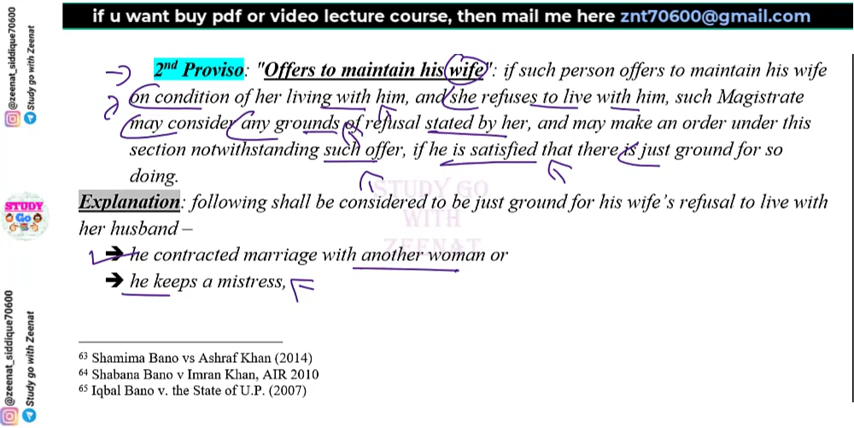 if u want buy pdf or video lecture course, then mail me here znt70600@gmail.com
@zeenat_siddique70600
Study go with Zeenat
2nd Proviso: "Offers to maintain his wife": if such person offers to maintain his wife
on condition of her living with him, and she refuses to live with him, such Magistrate
may consider any grounds of refusal stated by her, and may make an order under this
section notwithstanding such offer, if he is satisfied that there is just ground for so
doing.
STUDY GO
WITH
ZEENAT
Explanation: following shall be considered to be just ground for his wife's refusal to live with
her husband –
➔ he contracted marriage with another woman or
➔ he keeps a mistress,
STUDY
Go
@zeenat_siddique70600
Study go with Zeenat
63 Shamima Bano vs Ashraf Khan (2014)
64 Shabana Bano v Imran Khan, AIR 2010
65 Iqbal Bano v. the State of U.P. (2007)